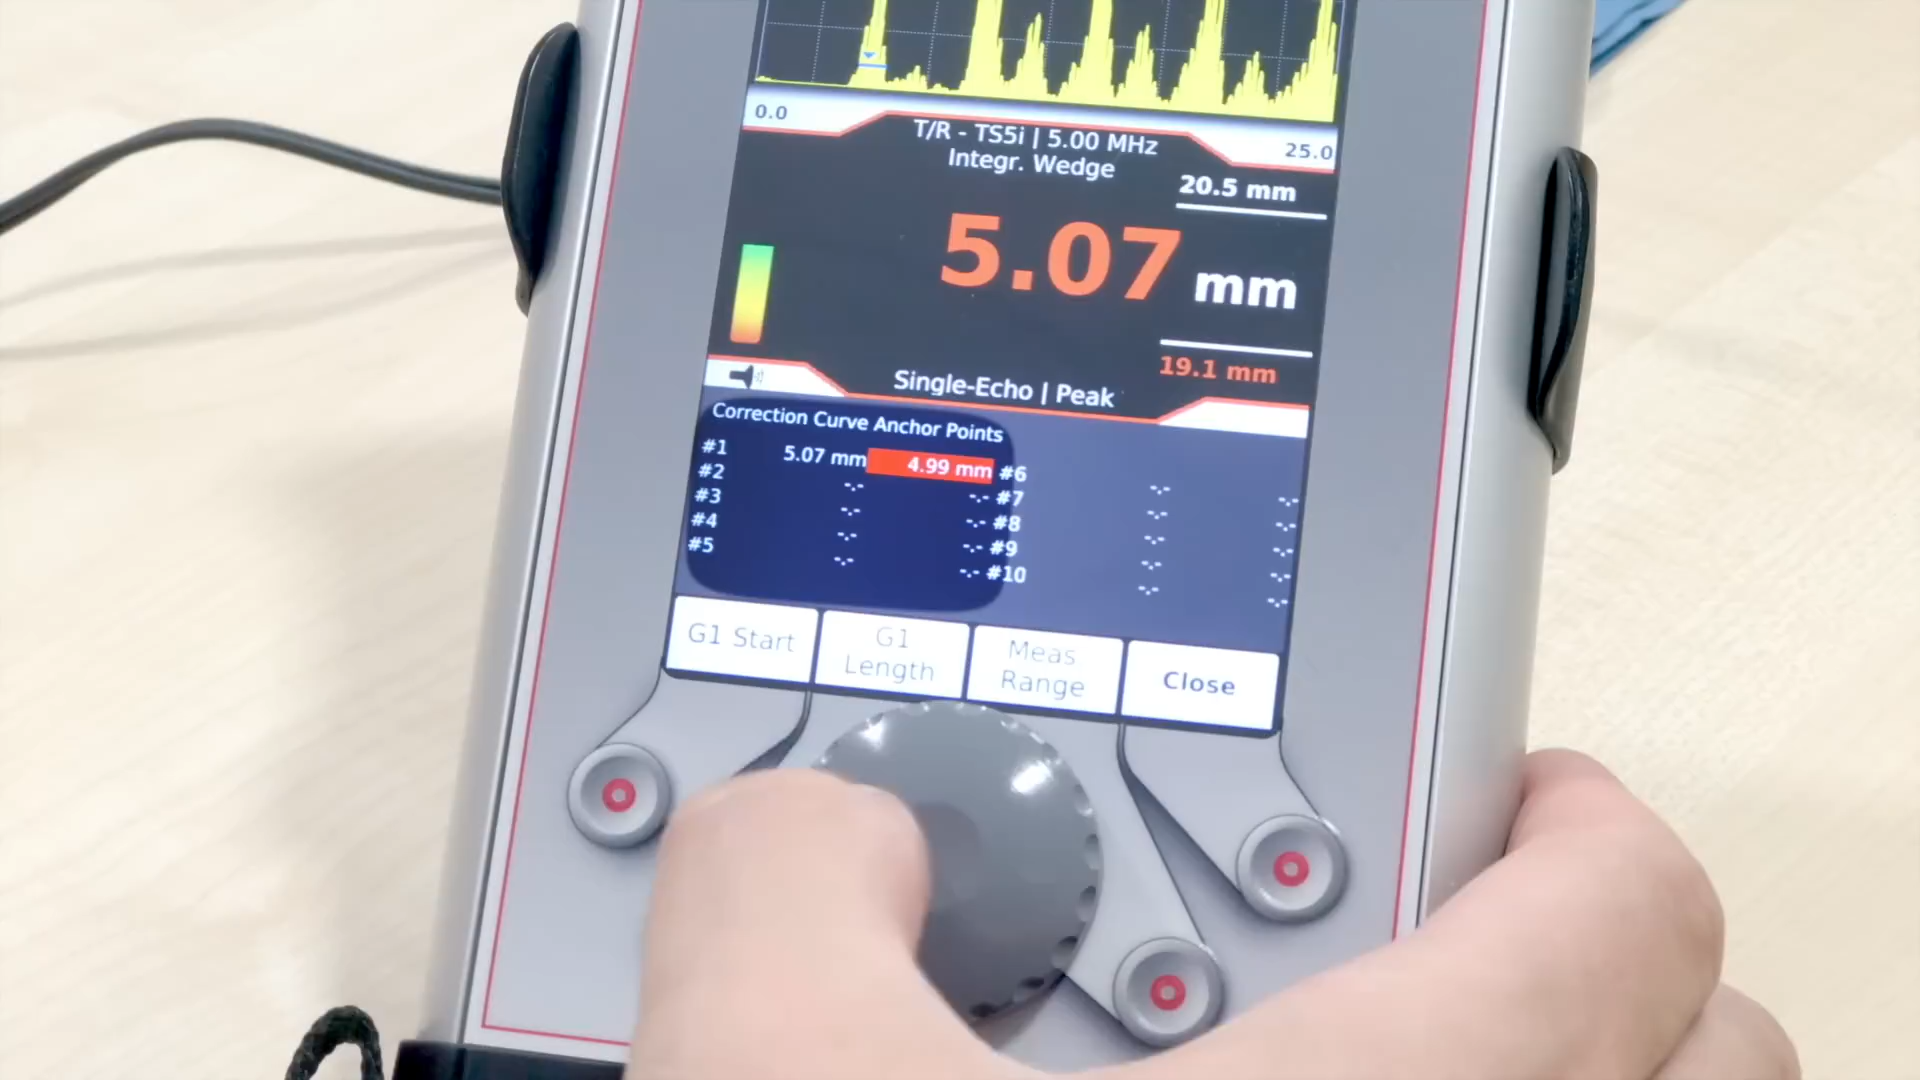 0.0
25.0
T/R - TS5i | 5.00 MHz
Integr. Wedge
20.5 mm
5.07 mm
19.1 mm
Single-Echo | Peak
Correction Curve Anchor Points
#1 5.07 mm 4.99 mm #6 -.- -.-
#2 -.- -.- #7 -.- -.-
#3 -.- -.- #8 -.- -.-
#4 -.- -.- #9 -.- -.-
#5 -.- -.- #10 -.- -.-
G1 Start
G1
Length
Meas
Range
Close